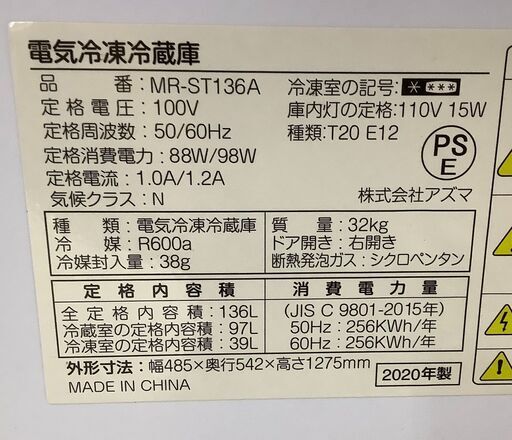 電気冷凍冷蔵庫
品番:MR-ST136A
定格電圧:100V
定格周波数:50/60Hz
定格消費電力:88W/98W
定格電流:1.0A/1.2A
気候クラス:N
冷凍室の記号:* ***
庫内灯の定格:110V 15W
種類:T20 E12
PS
E
株式会社アズマ
種類:電気冷凍冷蔵庫
冷媒:R600a
冷媒封入量:38g
質量:32kg
ドア開き:右開き
断熱発泡ガス:シクロペンタン
定格内容積
全定格内容積:136L
冷蔵室の定格内容積:97L
冷凍室の定格内容積:39L
消費電力量
(JIS C 9801-2015年)
50Hz:256KWh/年
60Hz:256KWh/年
外形寸法:幅485×奥行542×高さ1275mm
MADE IN CHINA
2020年製